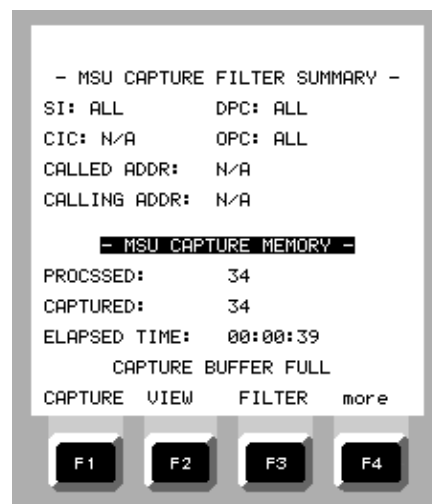 - MSU CAPTURE FILTER SUMMARY -
SI: ALL DPC: ALL
CIC: N/A OPC: ALL
CALLED ADDR: N/A
CALLING ADDR: N/A
- MSU CAPTURE MEMORY -
PROCSSED: 34
CAPTURED: 34
ELAPSED TIME: 00:00:39
CAPTURE BUFFER FULL
CAPTURE VIEW FILTER more
F1 F2 F3 F4